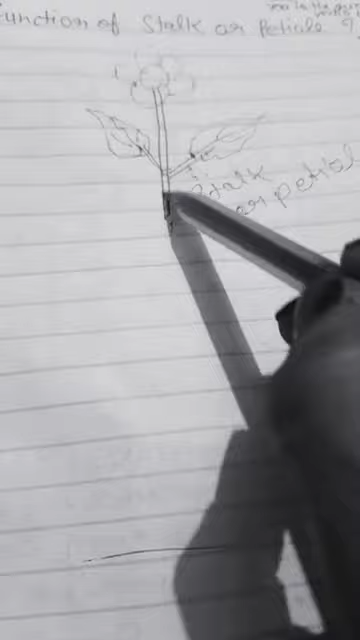 Function of Stalk or Petiole ?
Stalk
or petiol